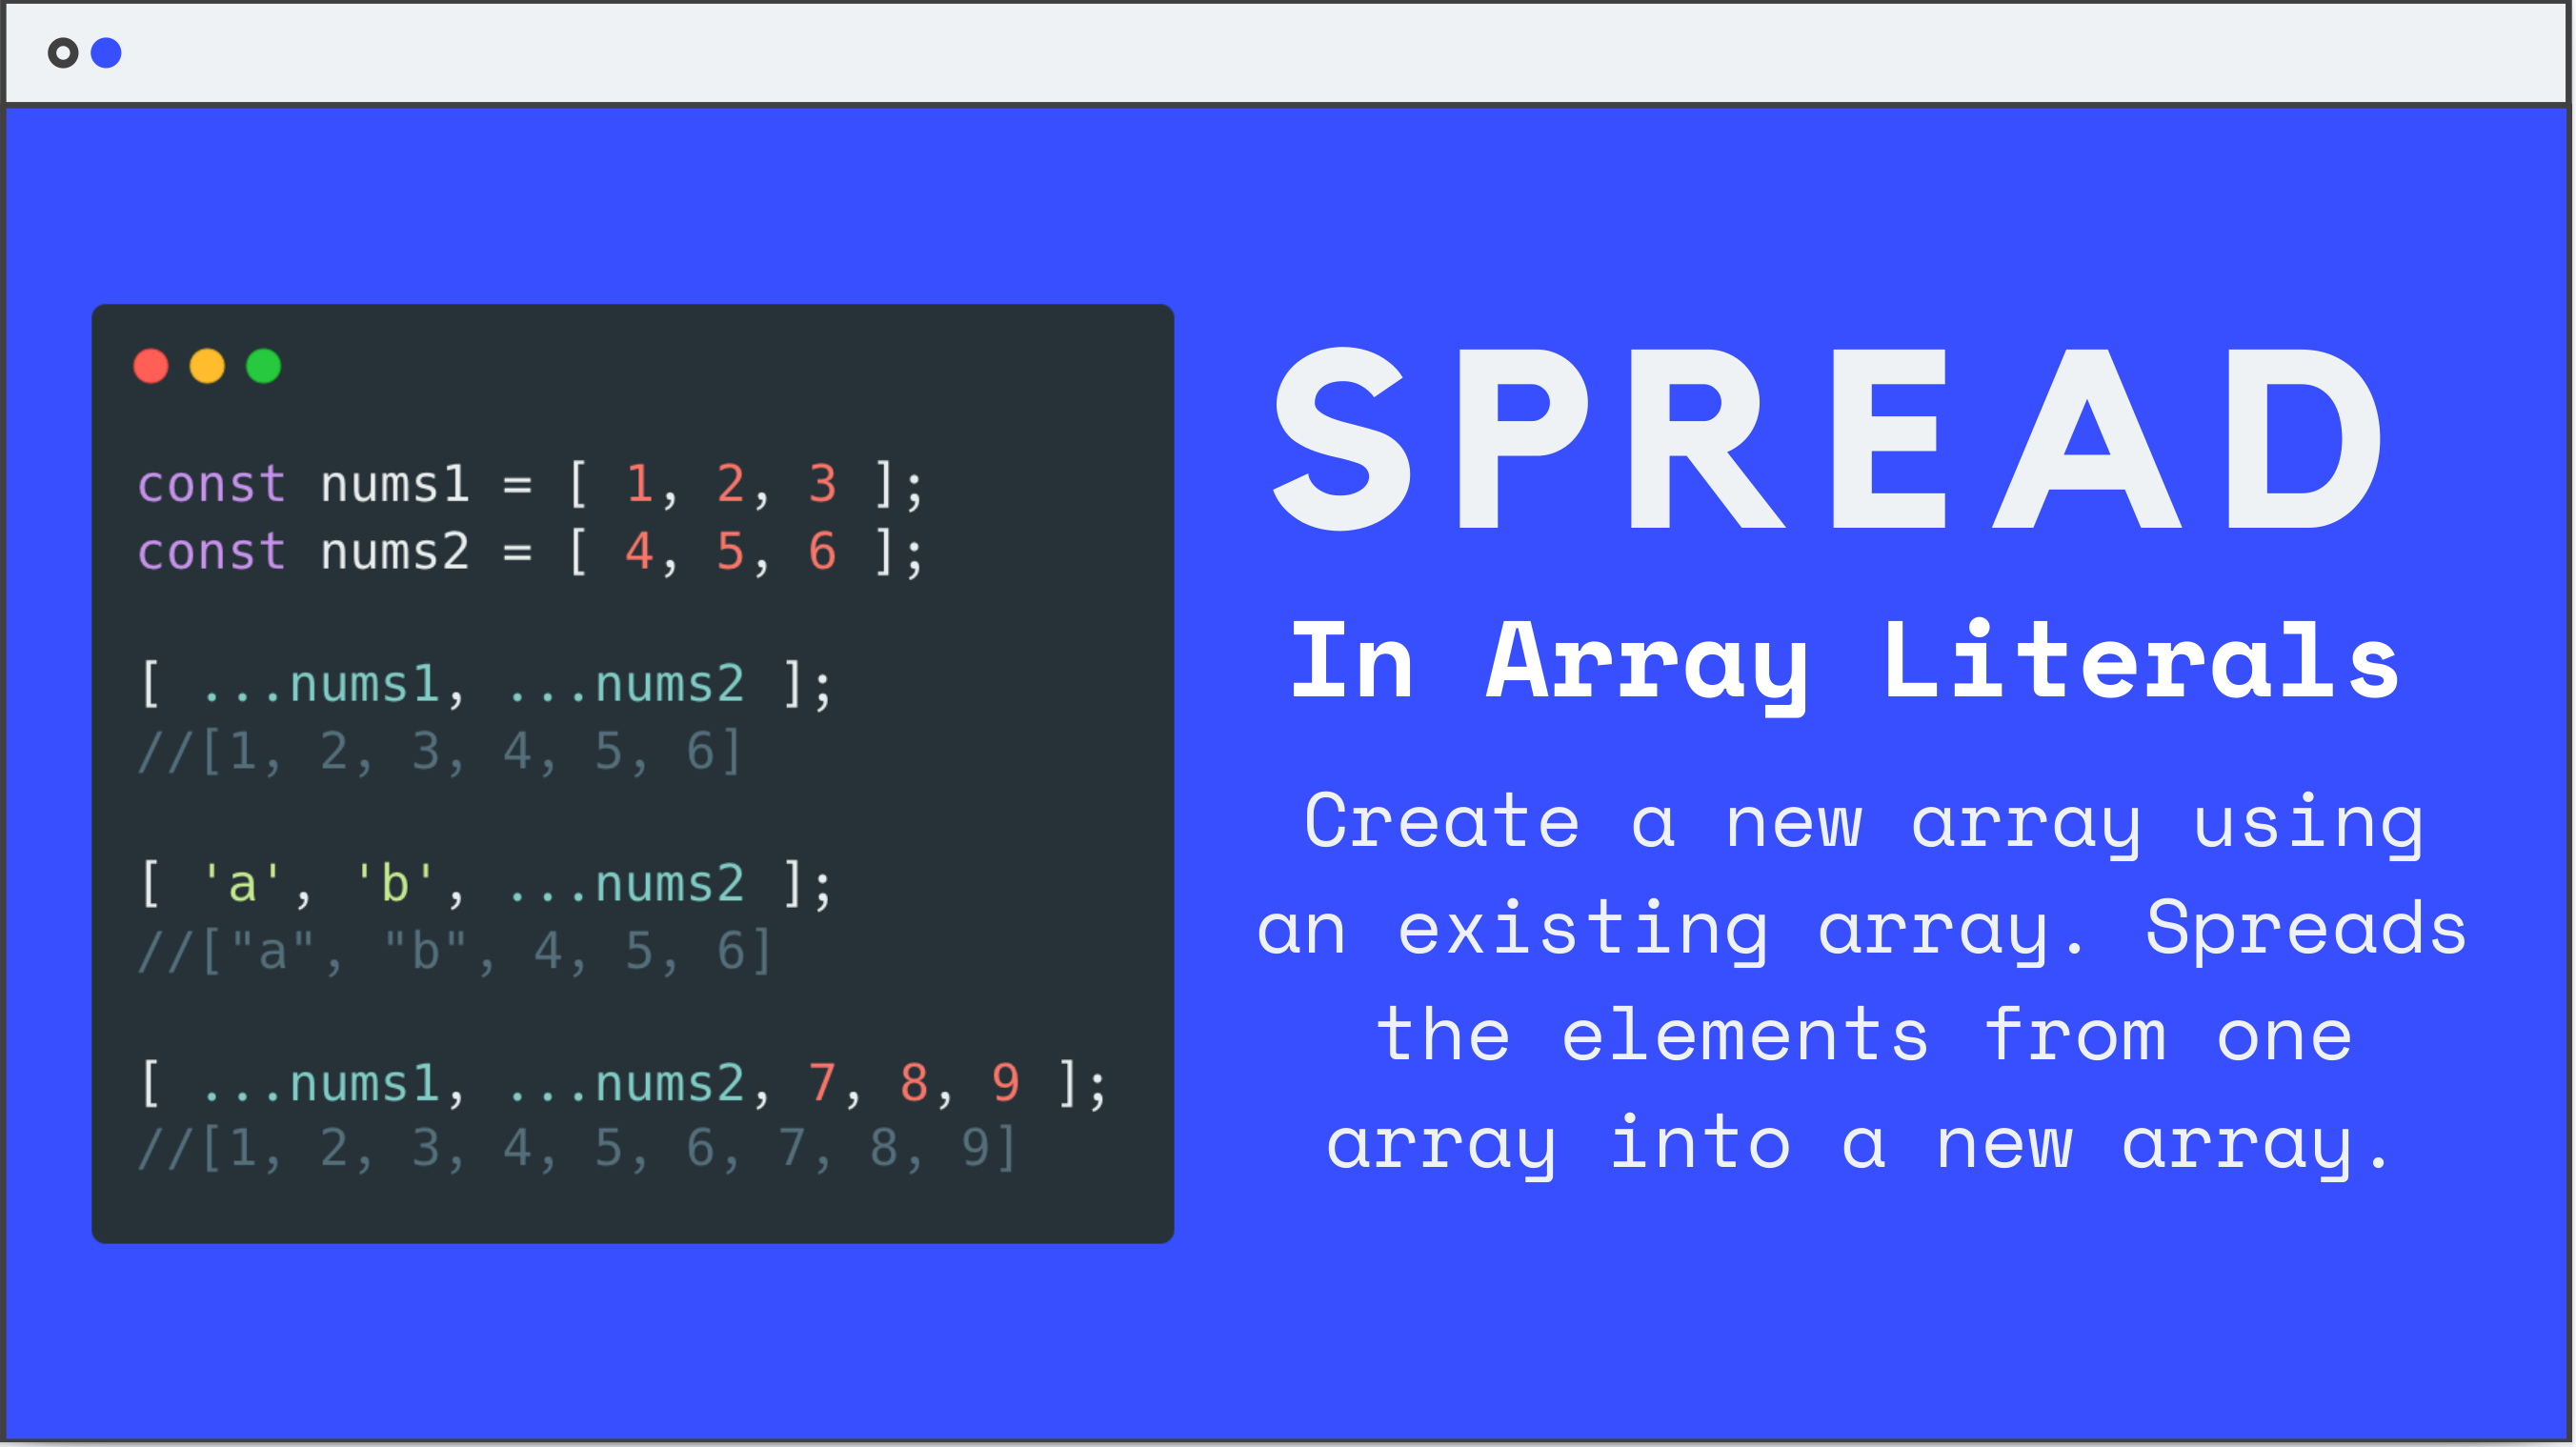 const nums1 = [ 1, 2, 3 ];
const nums2 = [ 4, 5, 6 ];
[ ...nums1, ...nums2 ];
//[1, 2, 3, 4, 5, 6]
[ 'a', 'b', ...nums2 ];
//["a", "b", 4, 5, 6]
[ ...nums1, ...nums2, 7, 8, 9 ];
//[1, 2, 3, 4, 5, 6, 7, 8, 9]
SPREAD
In Array Literals
Create a new array using
an existing array. Spreads
the elements from one
array into a new array.